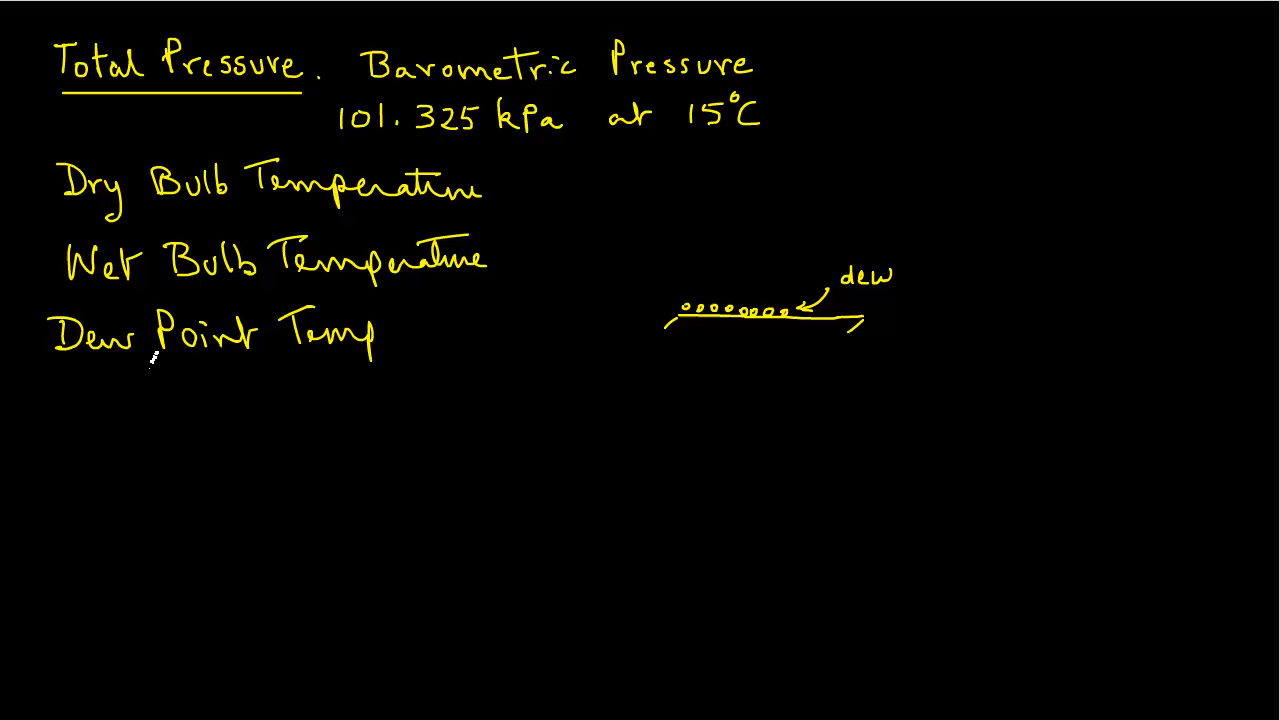 Total Pressure. Barometric Pressure
101.325 kPa at 15°C
Dry Bulb Temperature
Wet Bulb Temperature
dew
Dew Point Temp